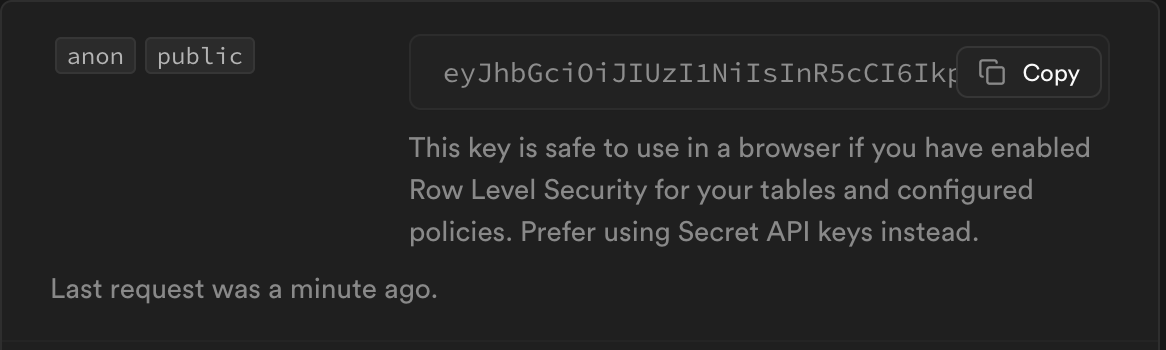 anon public
eyJhbGciOiJIUzI1NiIsInR5cCI6Ikp
Copy
This key is safe to use in a browser if you have enabled
Row Level Security for your tables and configured
policies. Prefer using Secret API keys instead.
Last request was a minute ago.